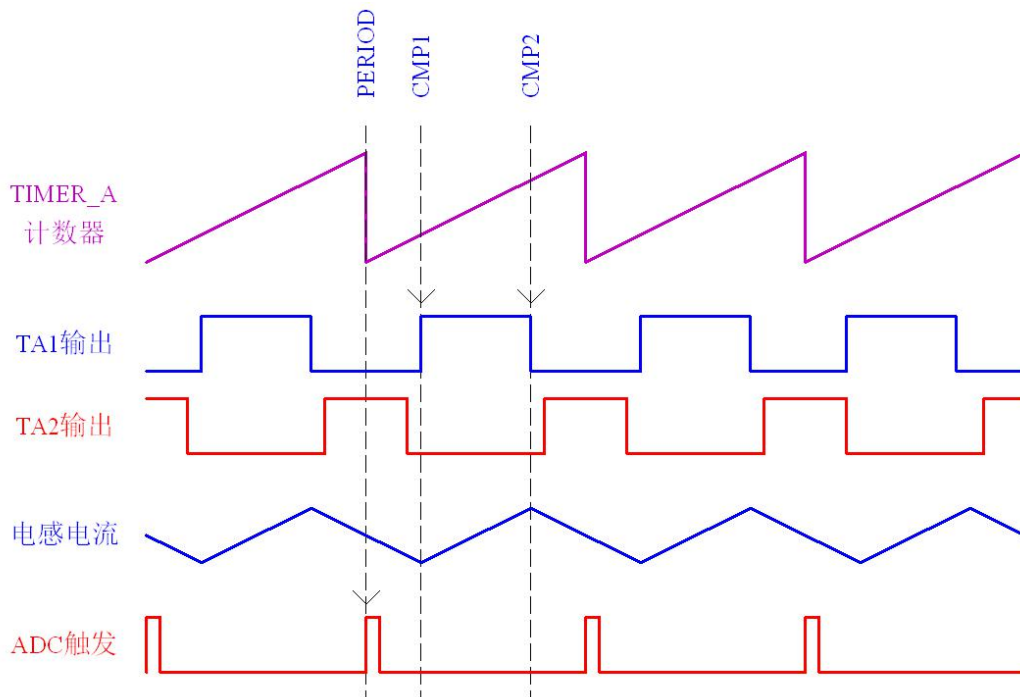 PERIOD
CMP1
CMP2
TIMER_A
计数器
TA1输出
TA2输出
电感电流
ADC触发